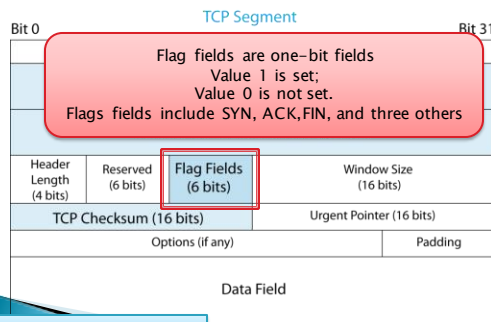 TCP Segment
Bit 0
Bit 31
Flag fields are one-bit fields
Value 1 is set;
Value 0 is not set.
Flags fields include SYN, ACK,FIN, and three others
Header
Length
(4 bits)
Reserved
(6 bits)
Flag Fields
(6 bits)
Window Size
(16 bits)
TCP Checksum (16 bits)
Urgent Pointer (16 bits)
Options (if any)
Padding
Data Field